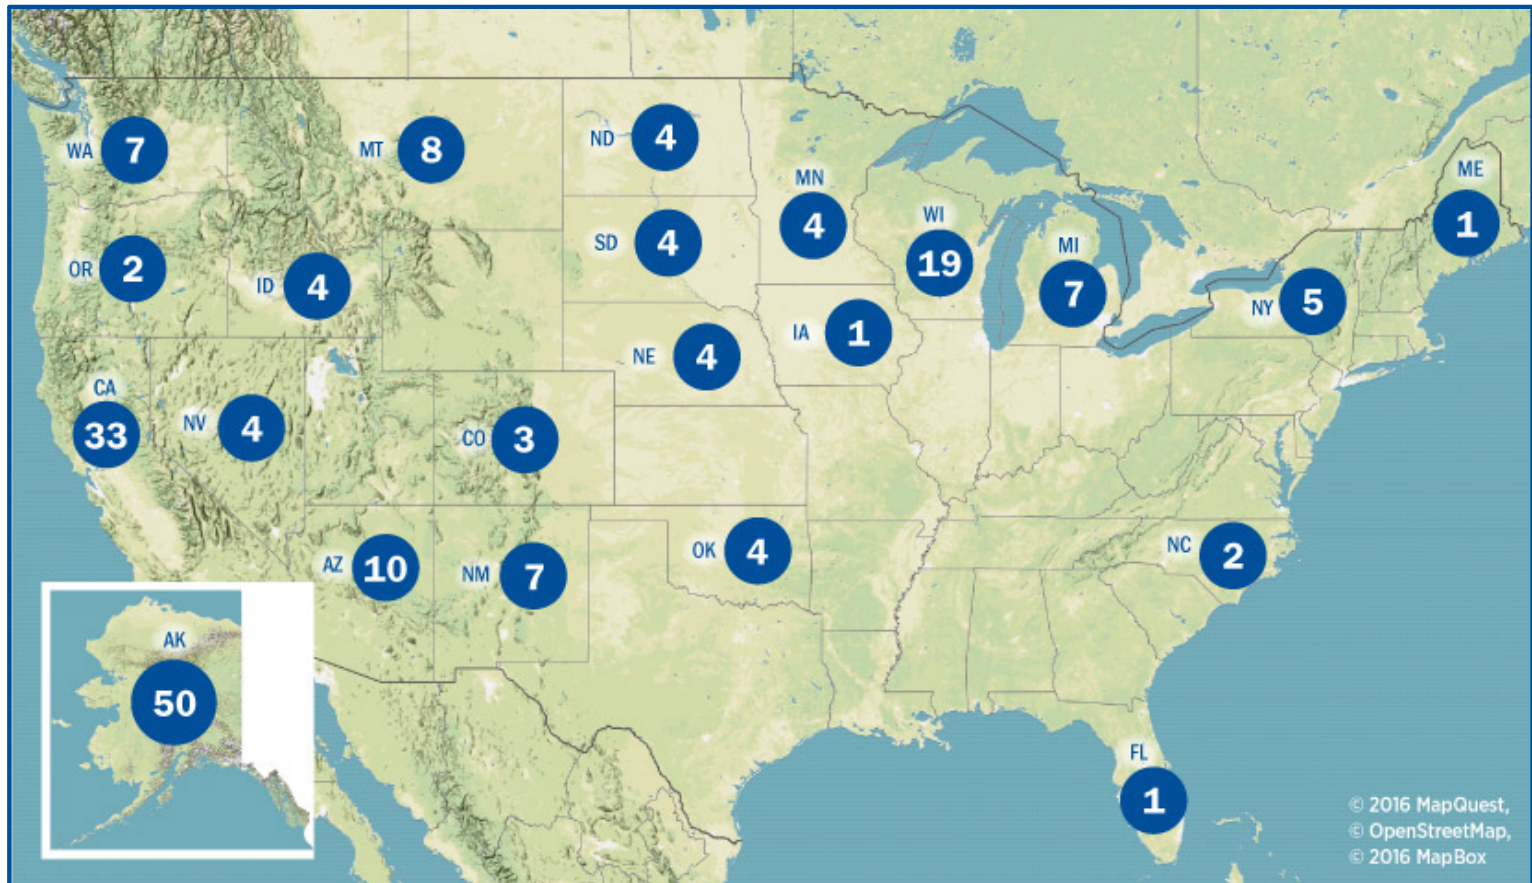 WA 7
MT 8
ND 4
MN
4
ME
1
OR 2
ID 4
SD 4
WI
19
MI
7
NY 5
CA
33
NV 4
CO 3
NE 4
IA 1
AZ 10
NM 7
OK 4
NC 2
AK
50
FL
1
© 2016 MapQuest,
© OpenStreetMap,
© 2016 MapBox